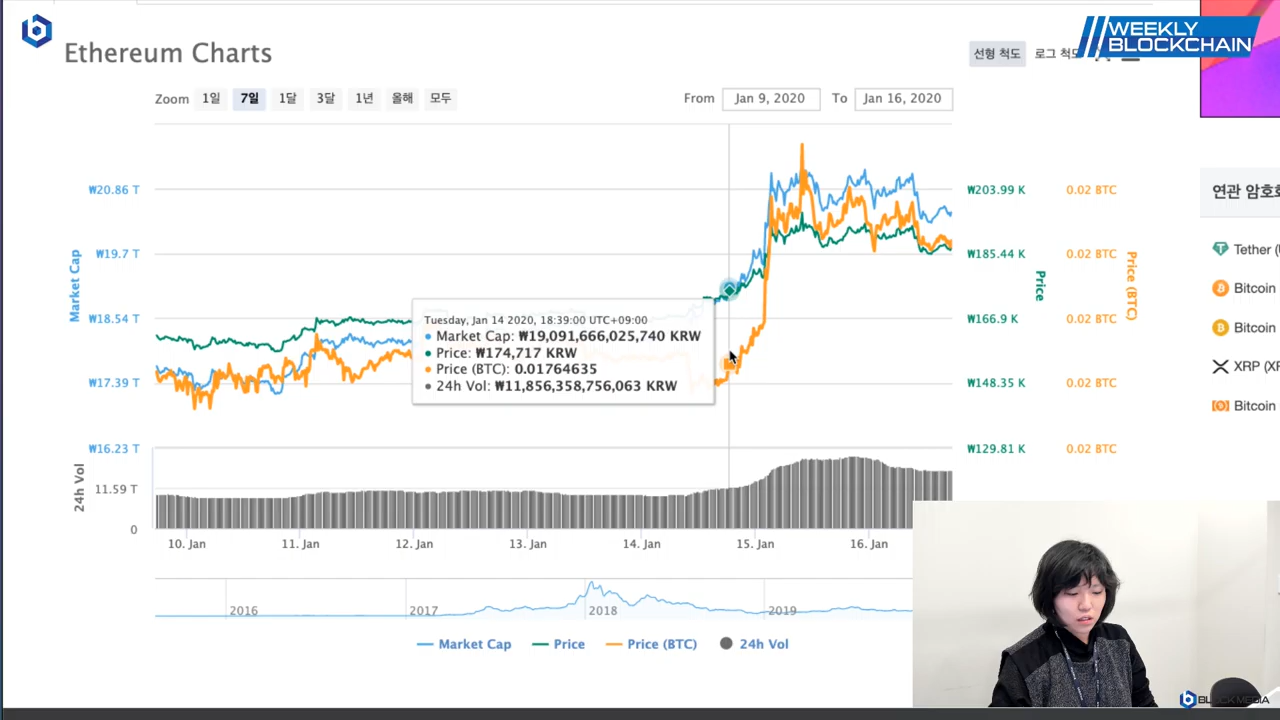 WEEKLY
BLOCKCHAIN
Ethereum Charts
선형 척도 로그 척도
Zoom 1일 7일 1달 3달 1년 올해 모두
From Jan 9, 2020 To Jan 16, 2020
₩20.86 T ₩203.99 K 0.02 BTC
연관 암호화
₩19.7 T ₩185.44 K 0.02 BTC
Tether (
Market Cap
Price
Price (BTC)
Bitcoin
₩18.54 T ₩166.9 K 0.02 BTC
Bitcoin
Tuesday, Jan 14 2020, 18:39:00 UTC+09:00
Market Cap: ₩19,091,666,025,740 KRW
Price: ₩174,717 KRW
Price (BTC): 0.01764635
24h Vol: ₩11,856,358,756,063 KRW
XRP (XR
₩17.39 T ₩148.35 K 0.02 BTC
Bitcoin
₩16.23 T ₩129.81 K 0.02 BTC
24h Vol
11.59 T
0
10. Jan 11. Jan 12. Jan 13. Jan 14. Jan 15. Jan 16. Jan
2016 2017 2018 2019
Market Cap Price Price (BTC) 24h Vol
BLOCK MEDIA